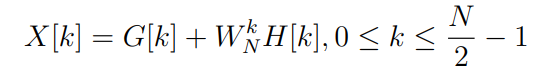 X[k] = G[k] + W_N^k H[k], 0 ≤ k ≤ N/2 − 1